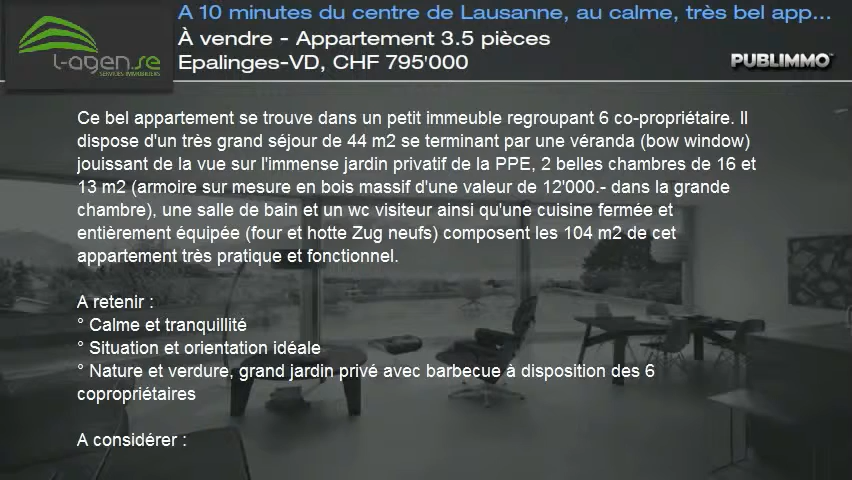 A 10 minutes du centre de Lausanne, au calme, très bel app...
À vendre - Appartement 3.5 pièces
Epalinges-VD, CHF 795'000
l-agen.se
SERVICES IMMOBILIERS
PUBLIMMO
Ce bel appartement se trouve dans un petit immeuble regroupant 6 co-propriétaire. Il
dispose d'un très grand séjour de 44 m2 se terminant par une véranda (bow window)
jouissant de la vue sur l'immense jardin privatif de la PPE, 2 belles chambres de 16 et
13 m2 (armoire sur mesure en bois massif d'une valeur de 12'000.- dans la grande
chambre), une salle de bain et un wc visiteur ainsi qu'une cuisine fermée et
entièrement équipée (four et hotte Zug neufs) composent les 104 m2 de cet
appartement très pratique et fonctionnel.
A retenir :
° Calme et tranquillité
° Situation et orientation idéale
° Nature et verdure, grand jardin privé avec barbecue à disposition des 6
copropriétaires
A considérer :